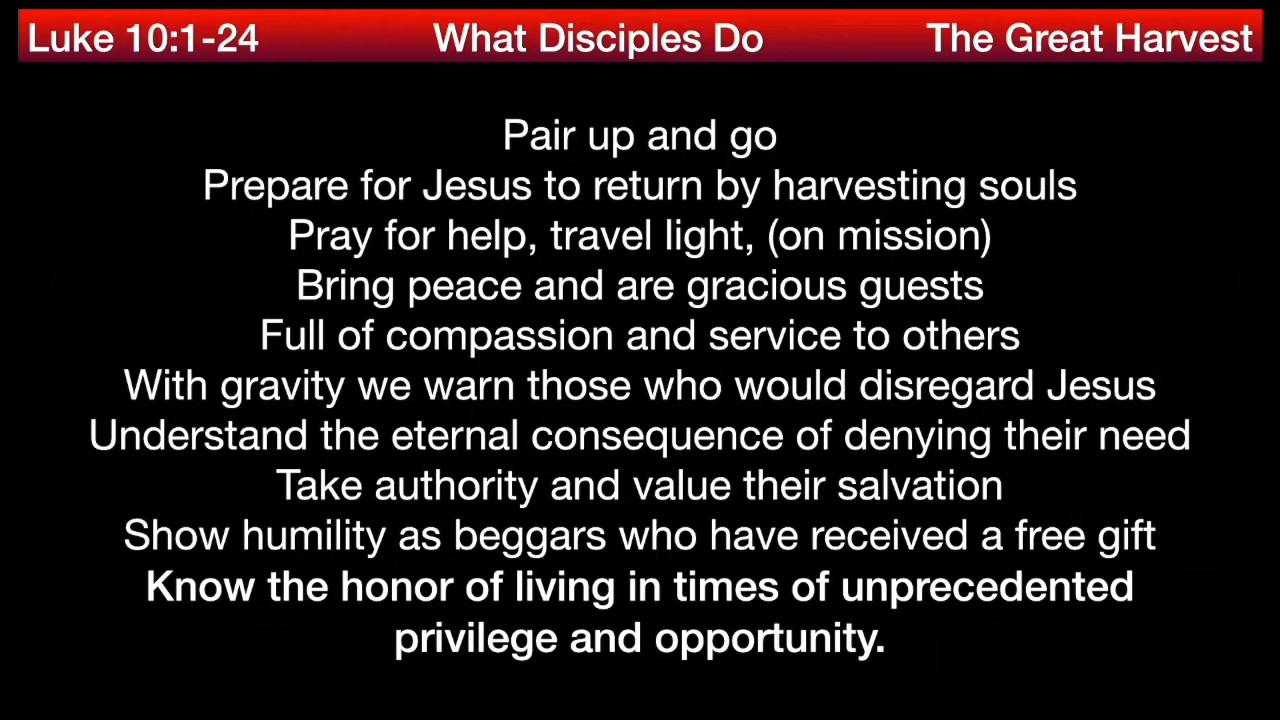 Luke 10:1-24 What Disciples Do The Great Harvest
Pair up and go
Prepare for Jesus to return by harvesting souls
Pray for help, travel light, (on mission)
Bring peace and are gracious guests
Full of compassion and service to others
With gravity we warn those who would disregard Jesus
Understand the eternal consequence of denying their need
Take authority and value their salvation
Show humility as beggars who have received a free gift
Know the honor of living in times of unprecedented
privilege and opportunity.